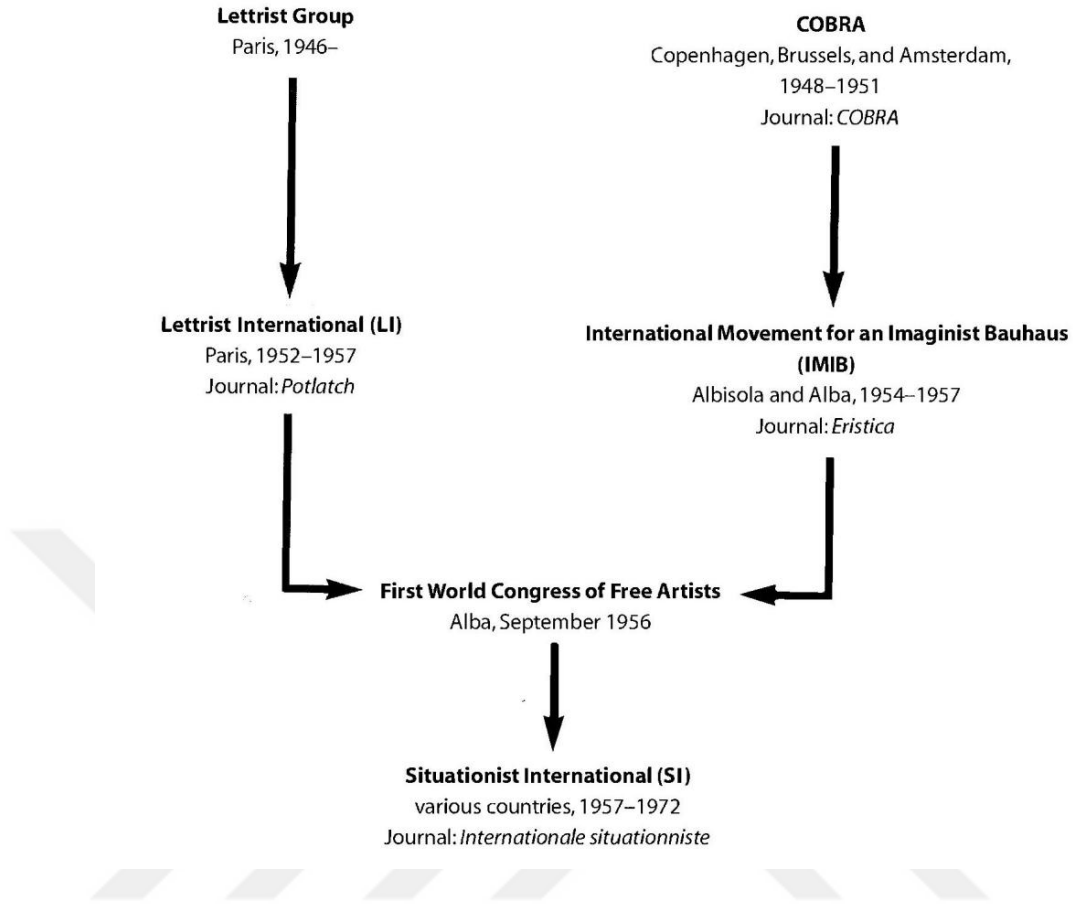 Lettrist Group
Paris, 1946–
COBRA
Copenhagen, Brussels, and Amsterdam,
1948–1951
Journal: COBRA
Lettrist International (LI)
Paris, 1952–1957
Journal: Potlatch
International Movement for an Imaginist Bauhaus
(IMIB)
Albisola and Alba, 1954–1957
Journal: Eristica
First World Congress of Free Artists
Alba, September 1956
Situationist International (SI)
various countries, 1957–1972
Journal: Internationale situationniste